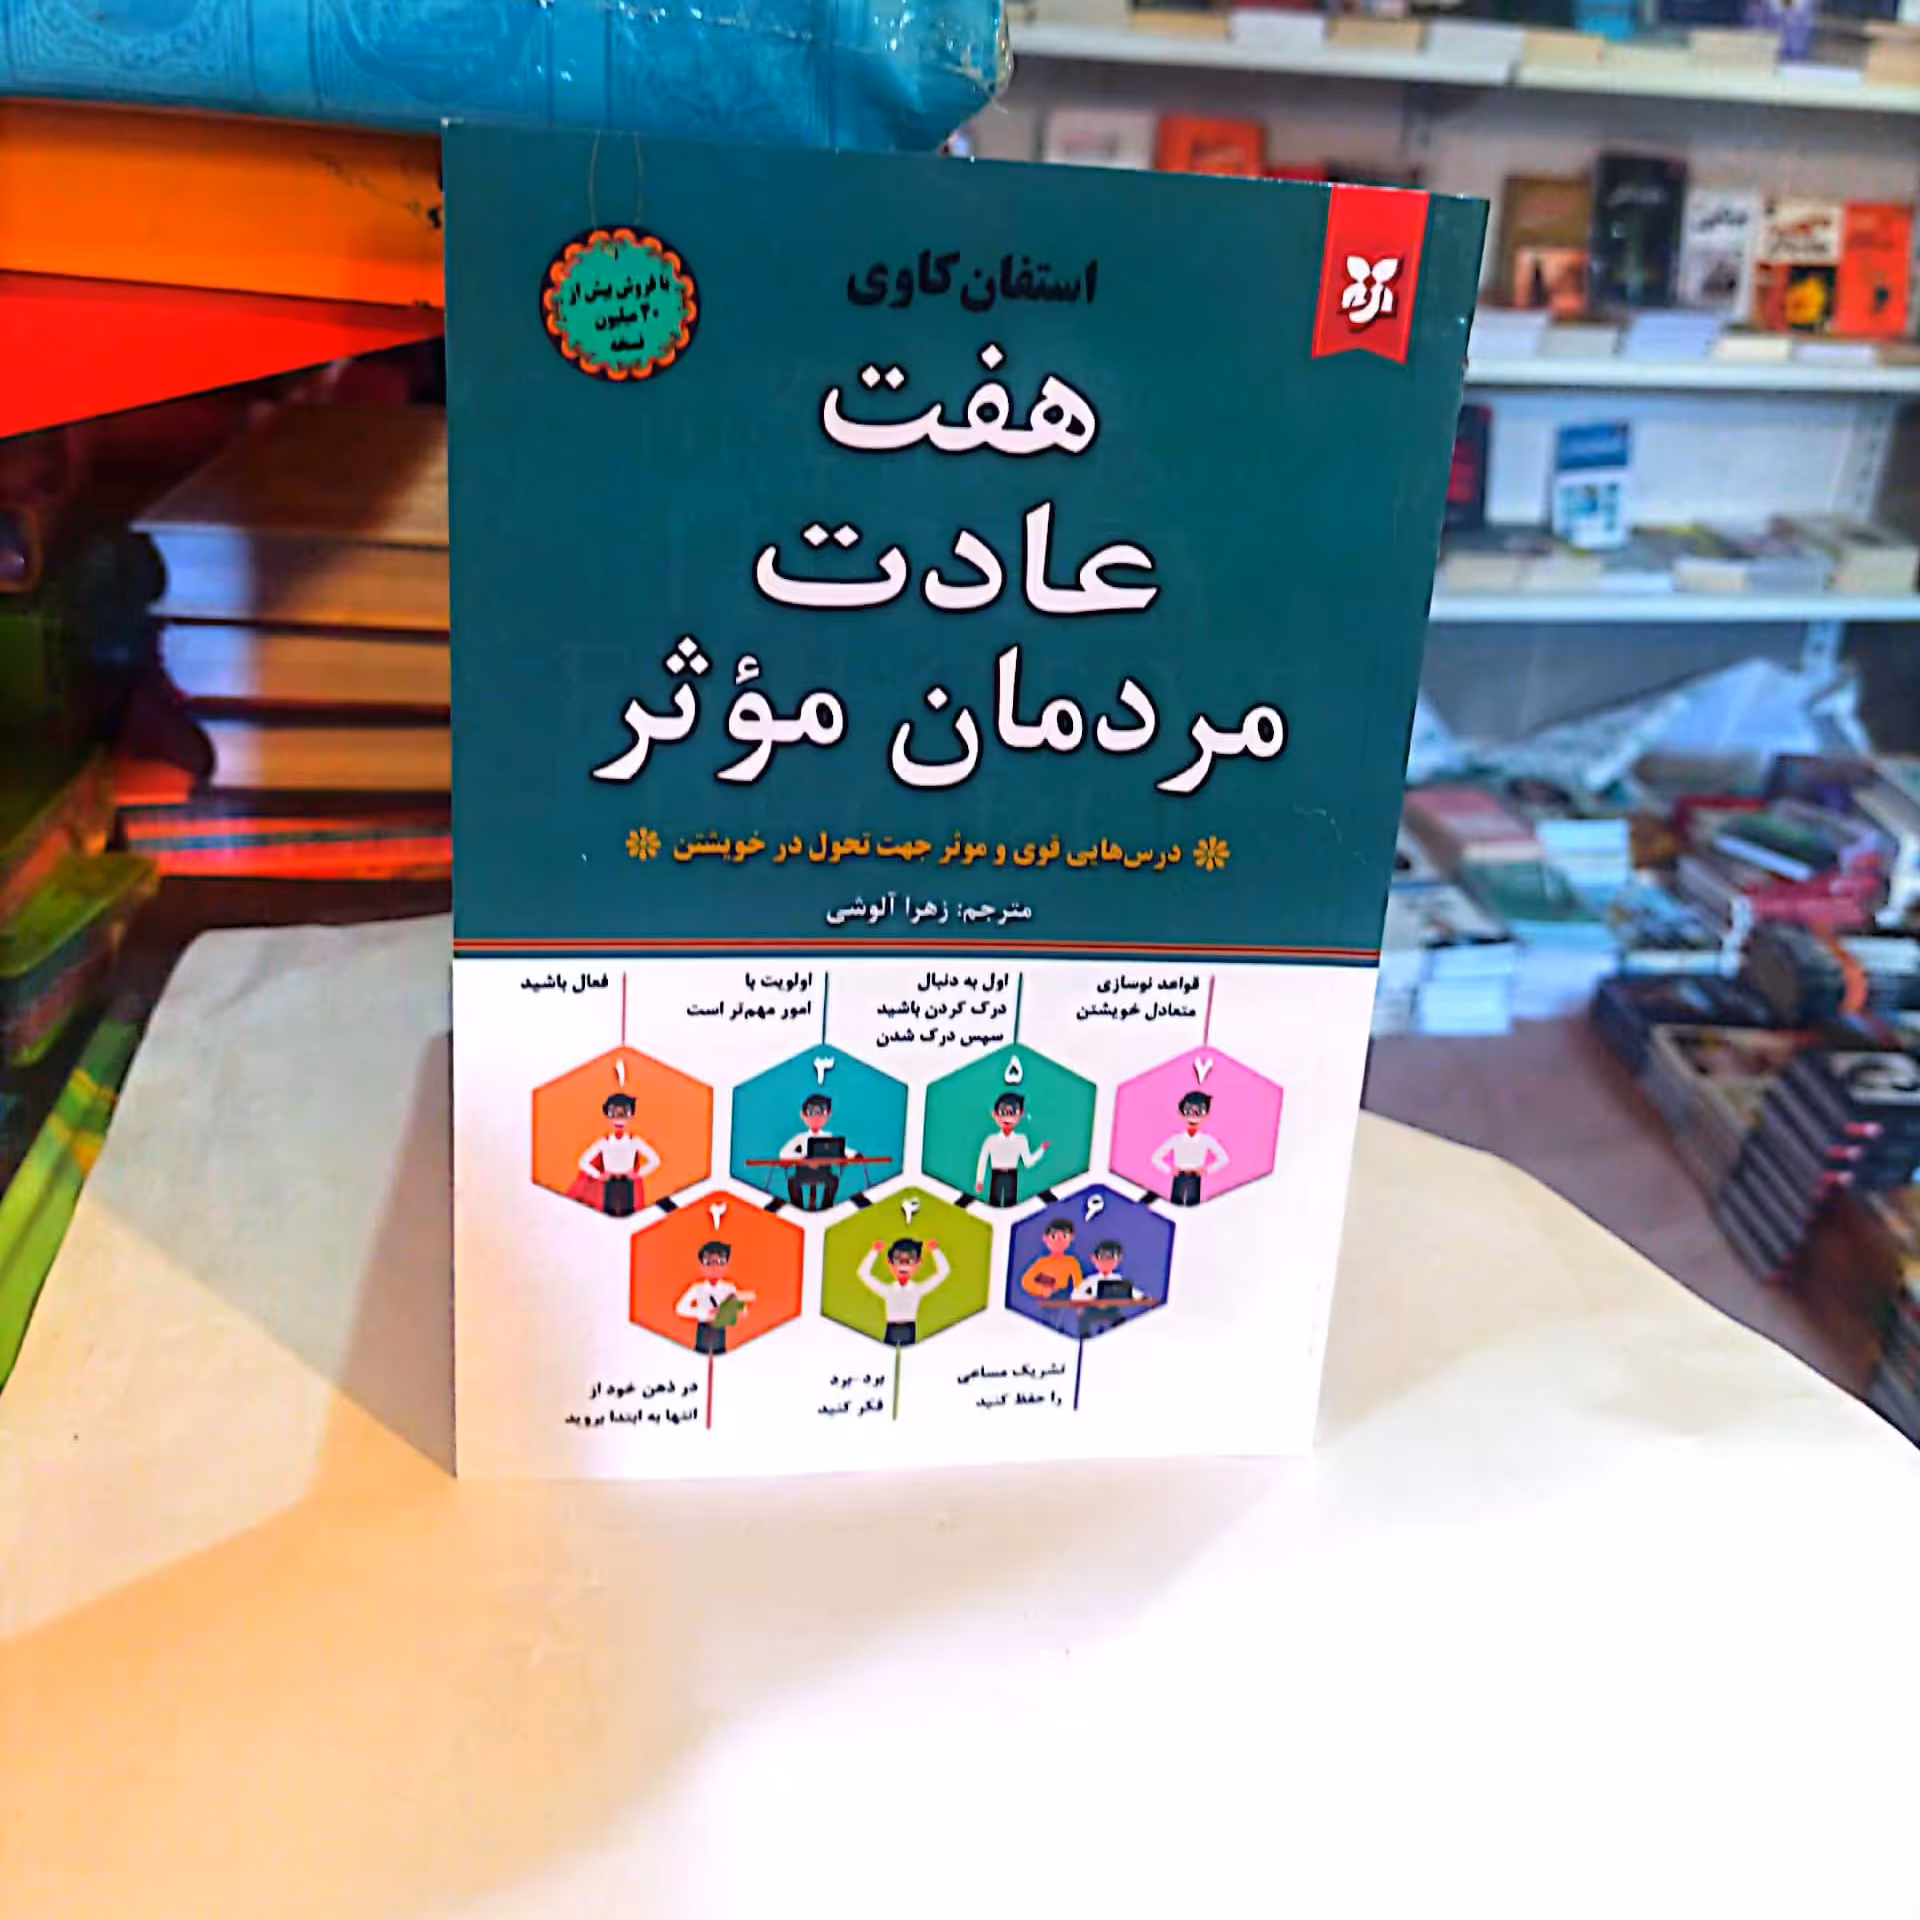 استفان کاوی
با فروش بیش از
۳۰ میلیون
نسخه
هفت
عادت
مردمان مؤثر
درس‌هایی قوی و موثر جهت تحول در خویشتن
مترجم: زهرا آلوشی
فعال باشید
۱
در ذهن خود از
انتها به ابتدا بروید
۲
اولویت با
امور مهم‌تر است
۳
برد-برد
فکر کنید
۴
اول به دنبال
درک کردن باشید
سپس درک شدن
۵
تشریک مساعی
را حفظ کنید
۶
قواعد نوسازی
متعادل خویشتن
۷